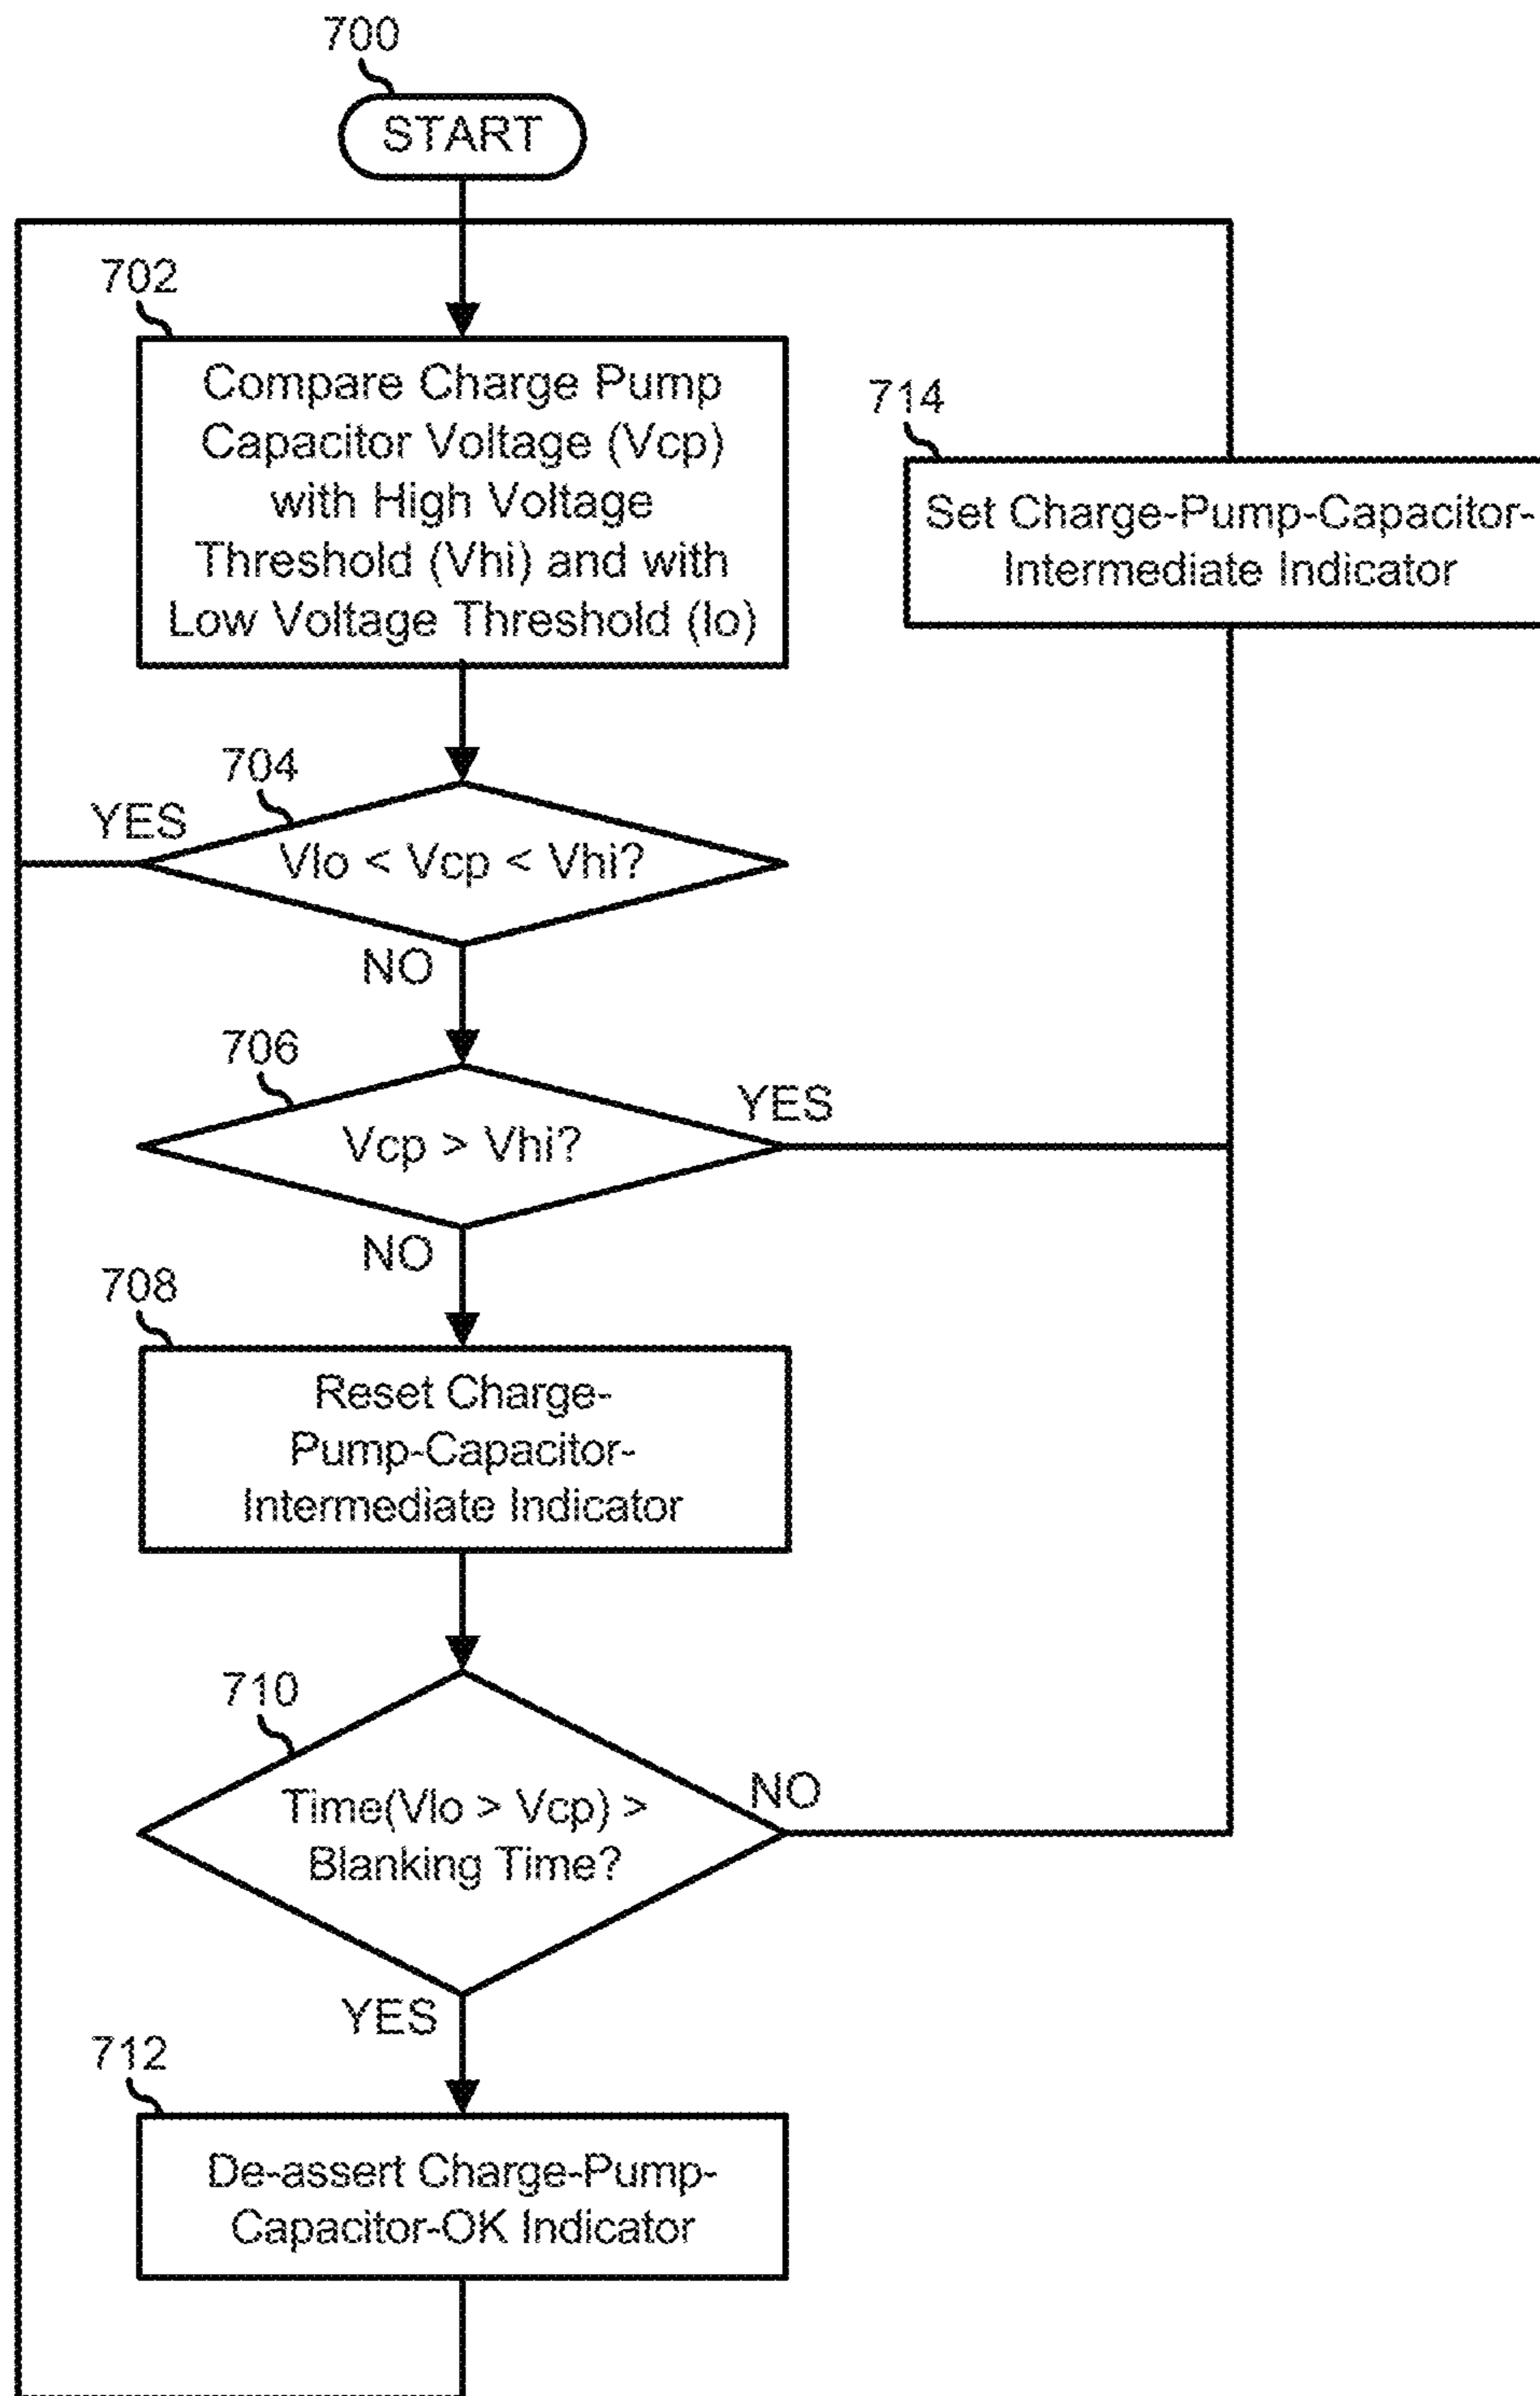 700
START
702
Compare Charge Pump
Capacitor Voltage (Vcp)
with High Voltage
Threshold (Vhi) and with
Low Voltage Threshold (lo)
714
Set Charge-Pump-Capacitor-
Intermediate Indicator
704
YES
Vlo < Vcp < Vhi?
NO
706
YES
Vcp > Vhi?
NO
708
Reset Charge-
Pump-Capacitor-
Intermediate Indicator
710
NO
Time(Vlo > Vcp) >
Blanking Time?
YES
712
De-assert Charge-Pump-
Capacitor-OK Indicator